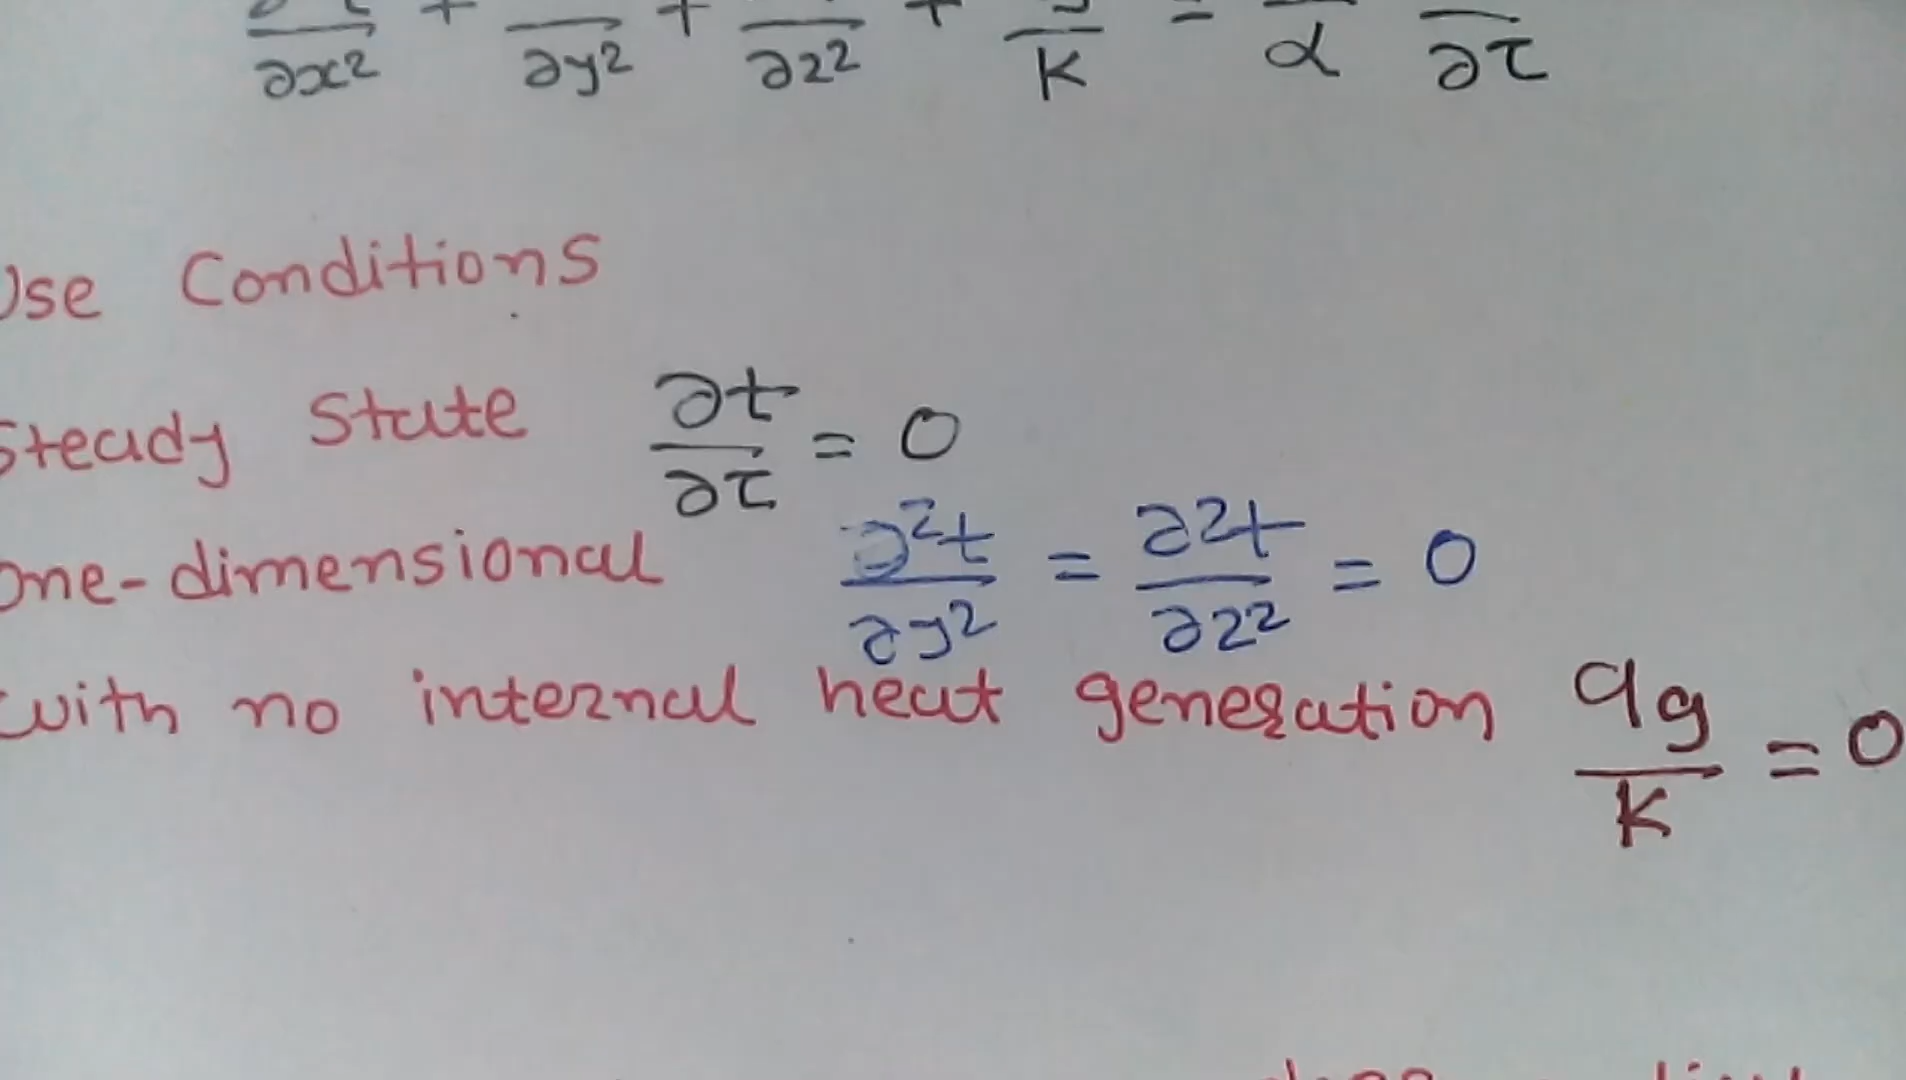 ∂x² + ∂y² + ∂z² + K = α ∂τ
Use Conditions
Steady State ∂t/∂τ = 0
One-dimensional ∂²t/∂y² = ∂2t/∂z² = 0
with no internal heat generation qg/K = 0